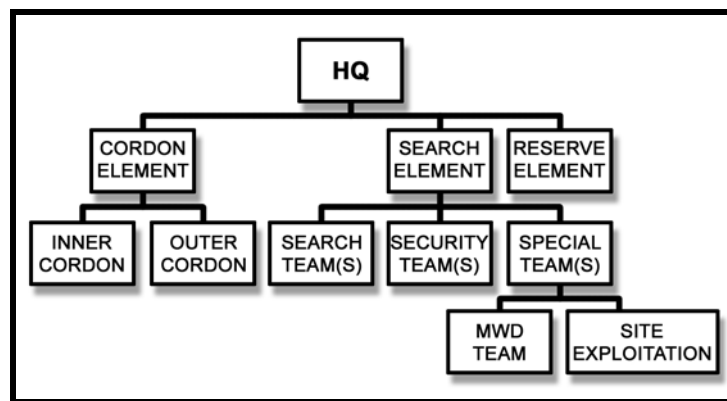 HQ
CORDON
ELEMENT
SEARCH
ELEMENT
RESERVE
ELEMENT
INNER
CORDON
OUTER
CORDON
SEARCH
TEAM(S)
SECURITY
TEAM(S)
SPECIAL
TEAM(S)
MWD
TEAM
SITE
EXPLOITATION